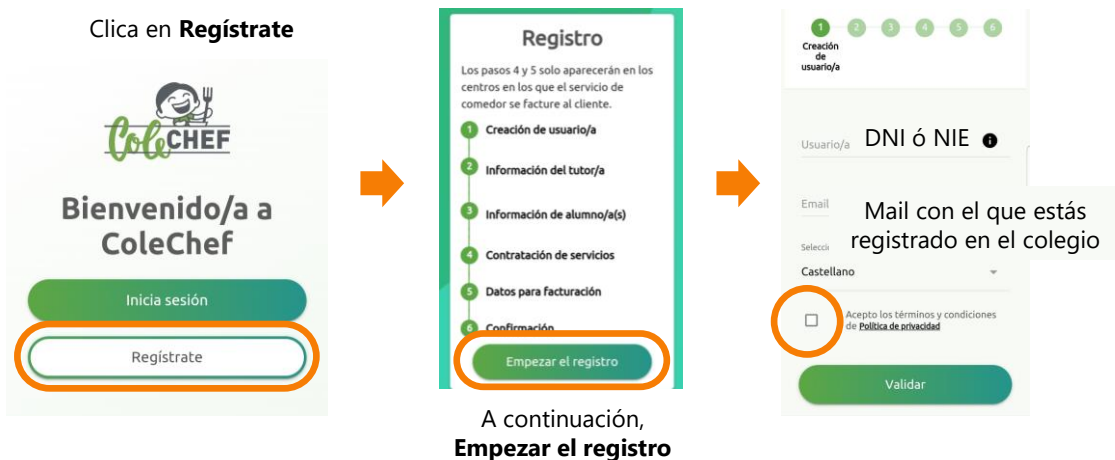 Clica en Regístrate
ColeCHEF
Bienvenido/a a
ColeChef
Inicia sesión
Regístrate
Registro
Los pasos 4 y 5 solo aparecerán en los
centros en los que el servicio de
comedor se facture al cliente.
1 Creación de usuario/a
2 Información del tutor/a
3 Información de alumno/a(s)
4 Contratación de servicios
5 Datos para facturación
6 Confirmación
Empezar el registro
A continuación,
Empezar el registro
1 2 3 4 5 6
Creación
de
usuario/a
Usuario/a DNI ó NIE i
Email Mail con el que estás
registrado en el colegio
Castellano
Acepto los términos y condiciones
de Política de privacidad
Validar